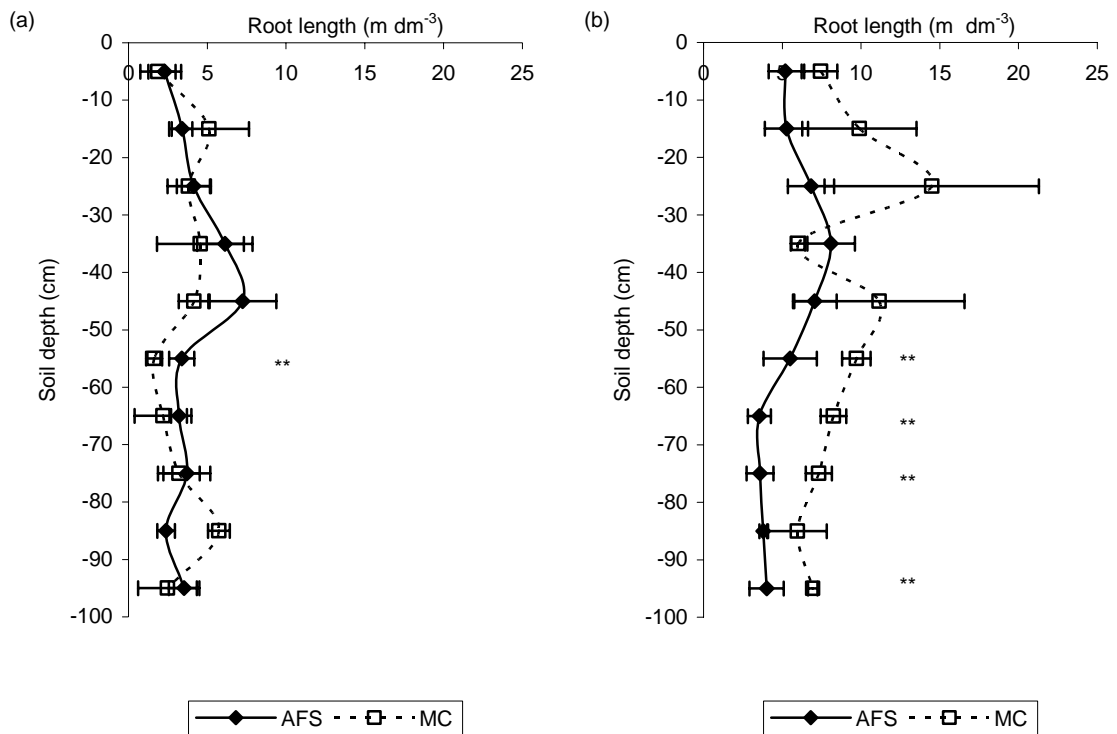 (a)
Root length (m dm-3)
0 5 10 15 20 25
0
-10
-20
-30
-40
-50
-60
-70
-80
-90
-100
Soil depth (cm)
**
AFS MC
(b)
Root length (m dm-3)
0 5 10 15 20 25
0
-10
-20
-30
-40
-50
-60
-70
-80
-90
-100
Soil depth (cm)
**
**
**
**
AFS MC